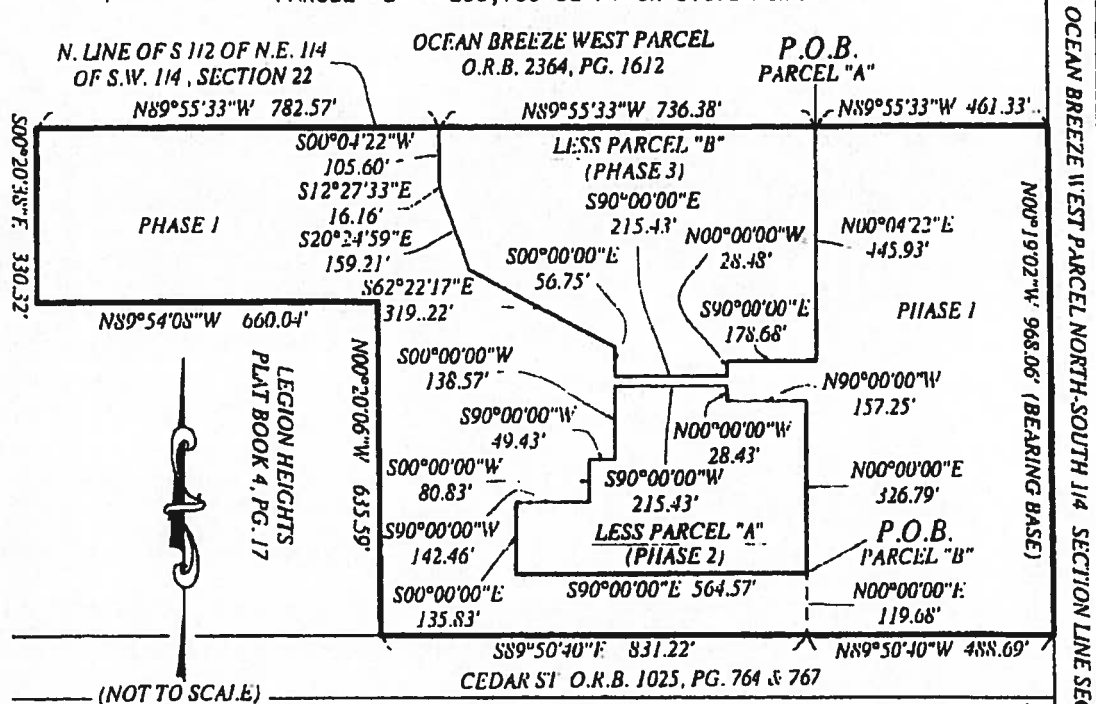 N. LINE OF S 1/2 OF N.E. 1/4
OF S.W. 1/4 , SECTION 22
OCEAN BREEZE WEST PARCEL
O.R.B. 2364, PG. 1612
P.O.B.
PARCEL "A"
N89°55'33"W 782.57'
N89°55'33"W 736.38'
N89°55'33"W 461.33'
S00°20'38"E 330.32'
PHASE 1
S00°04'22"W
105.60'
S12°27'33"E
16.16'
S20°24'59"E
159.21'
S62°22'17"E
319.22'
LESS PARCEL "B"
(PHASE 3)
S90°00'00"E
215.43'
S00°00'00"E
56.75'
N00°00'00"W
28.48'
S90°00'00"E
178.68'
N00°04'22"E
445.93'
PHASE 1
N00°19'02"W 968.06' (BEARING BASE)
OCEAN BREEZE WEST PARCEL NORTH-SOUTH 1/4 SECTION LINE
N89°54'08"W 660.04'
LEGION HEIGHTS
PLAT BOOK 4, PG. 17
N00°20'06"W 635.59'
S00°00'00"W
138.57'
S90°00'00"W
49.43'
S00°00'00"W
80.83'
S90°00'00"W
142.46'
S00°00'00"E
135.83'
N90°00'00"W
157.25'
N00°00'00"W
28.43'
S90°00'00"W
215.43'
N00°00'00"E
326.79'
LESS PARCEL "A"
(PHASE 2)
P.O.B.
PARCEL "B"
S90°00'00"E 564.57'
N00°00'00"E
119.68'
S89°50'40"E 831.22'
N89°50'40"W 488.69'
(NOT TO SCALE)
CEDAR ST O.R.B. 1025, PG. 764 & 767